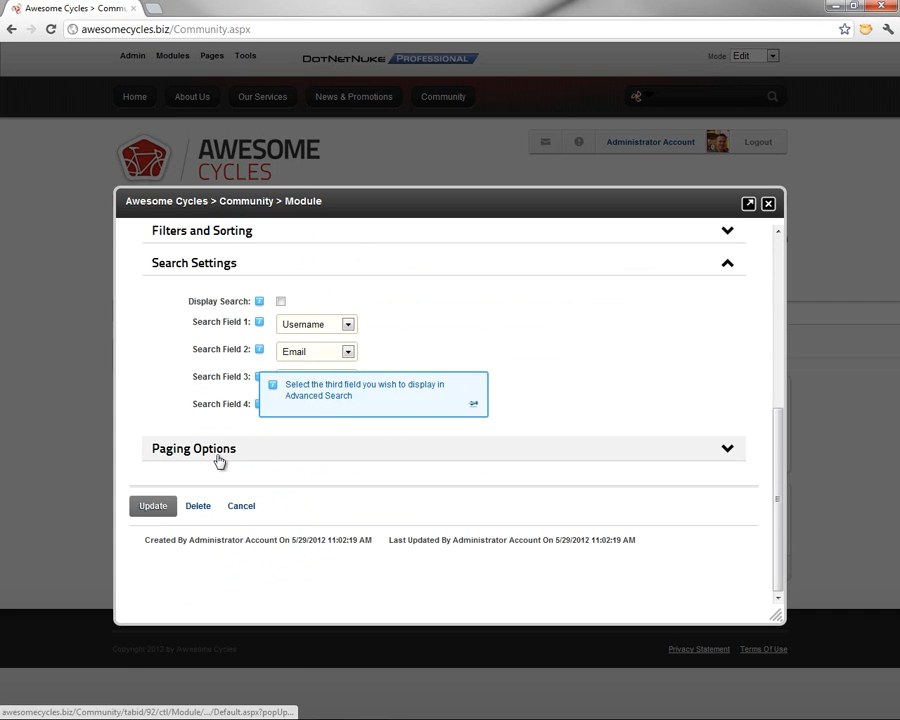 Awesome Cycles > Commu
awesomecycles.biz/Community.aspx
Admin Modules Pages Tools DOTNETNUKE PROFESSIONAL Mode Edit
Home About Us Our Services News & Promotions Community
AWESOME
CYCLES
Administrator Account Logout
Awesome Cycles > Community > Module
Filters and Sorting
Search Settings
Display Search:
Search Field 1: Username
Search Field 2: Email
Search Field 3:
Select the third field you wish to display in
Advanced Search
Search Field 4:
Paging Options
Update Delete Cancel
Created By Administrator Account On 5/29/2012 11:02:19 AM Last Updated By Administrator Account On 5/29/2012 11:02:19 AM
Copyright 2012 by Awesome Cycles Privacy Statement Terms Of Use
awesomecycles.biz/Community/tabid/92/ctl/Module/.../Default.aspx?popUp...